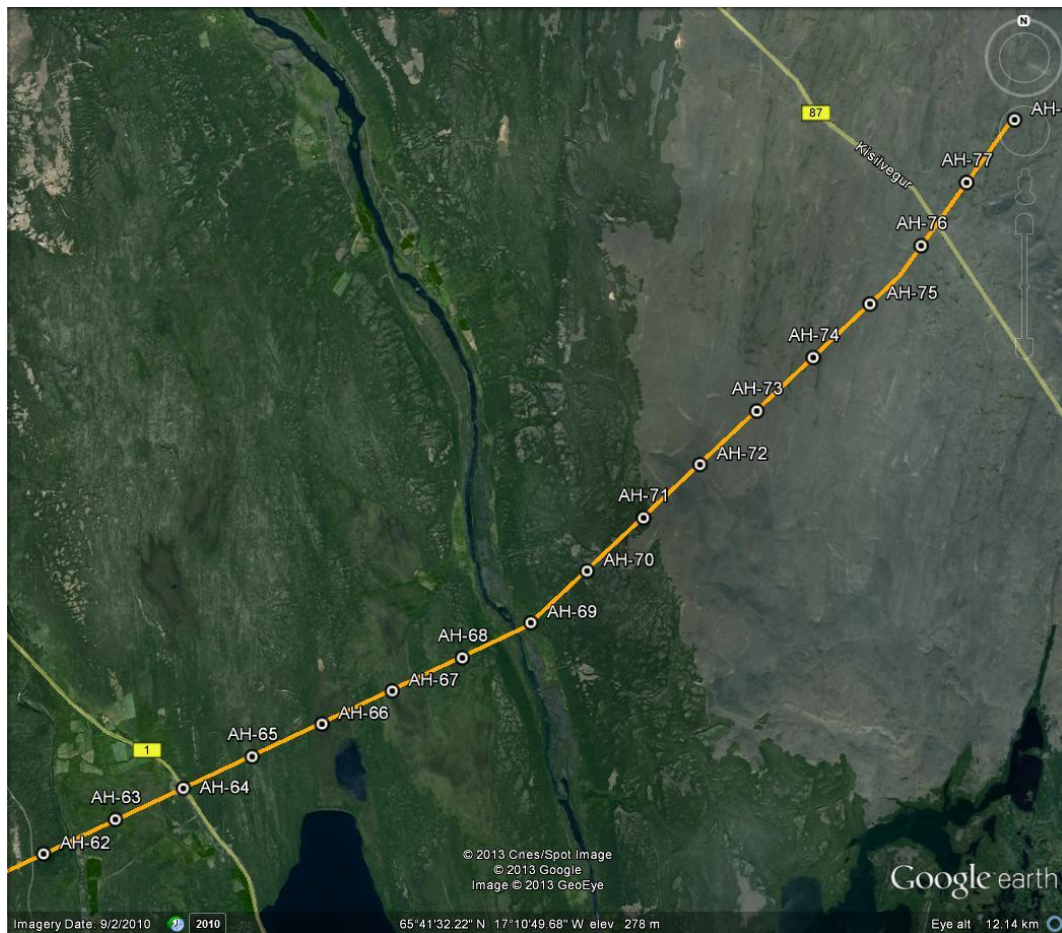 N
AH-
87
AH-77
Kisilvegur
AH-76
AH-75
AH-74
AH-73
AH-72
AH-71
AH-70
AH-69
AH-68
AH-67
AH-66
AH-65
1
AH-64
AH-63
AH-62
© 2013 Cnes/Spot Image
© 2013 Google
Image © 2013 GeoEye
Google earth
Imagery Date: 9/2/2010 2010 65°41'32.22" N 17°10'49.68" W elev 278 m Eye alt 12.14 km